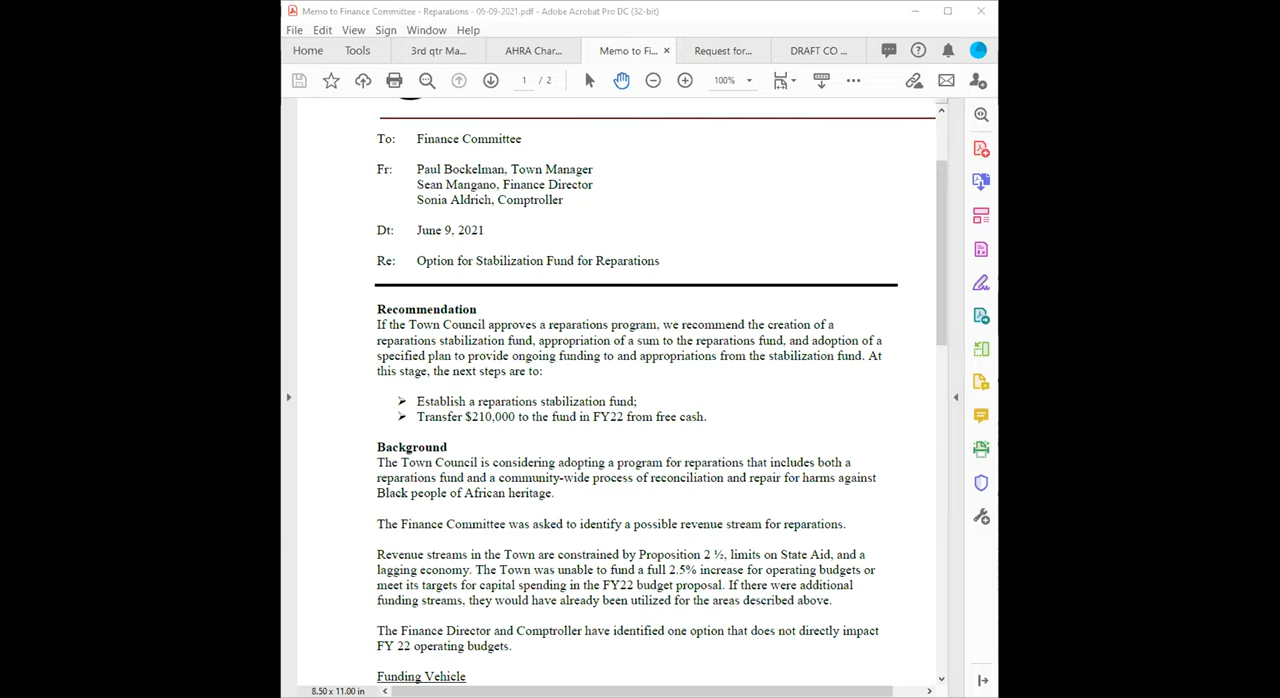 Memo to Finance Committee - Reparations - 06-09-2021.pdf - Adobe Acrobat Pro DC (32-bit)
File Edit View Sign Window Help
Home Tools 3rd qtr Ma... AHRA Char... Memo to Fi... × Request for... DRAFT CO ...
1 / 2 100%
To: Finance Committee
Fr: Paul Bockelman, Town Manager
Sean Mangano, Finance Director
Sonia Aldrich, Comptroller
Dt: June 9, 2021
Re: Option for Stabilization Fund for Reparations
Recommendation
If the Town Council approves a reparations program, we recommend the creation of a
reparations stabilization fund, appropriation of a sum to the reparations fund, and adoption of a
specified plan to provide ongoing funding to and appropriations from the stabilization fund. At
this stage, the next steps are to:
➢ Establish a reparations stabilization fund;
➢ Transfer $210,000 to the fund in FY22 from free cash.
Background
The Town Council is considering adopting a program for reparations that includes both a
reparations fund and a community-wide process of reconciliation and repair for harms against
Black people of African heritage.
The Finance Committee was asked to identify a possible revenue stream for reparations.
Revenue streams in the Town are constrained by Proposition 2 ½, limits on State Aid, and a
lagging economy. The Town was unable to fund a full 2.5% increase for operating budgets or
meet its targets for capital spending in the FY22 budget proposal. If there were additional
funding streams, they would have already been utilized for the areas described above.
The Finance Director and Comptroller have identified one option that does not directly impact
FY 22 operating budgets.
Funding Vehicle
8.50 x 11.00 in